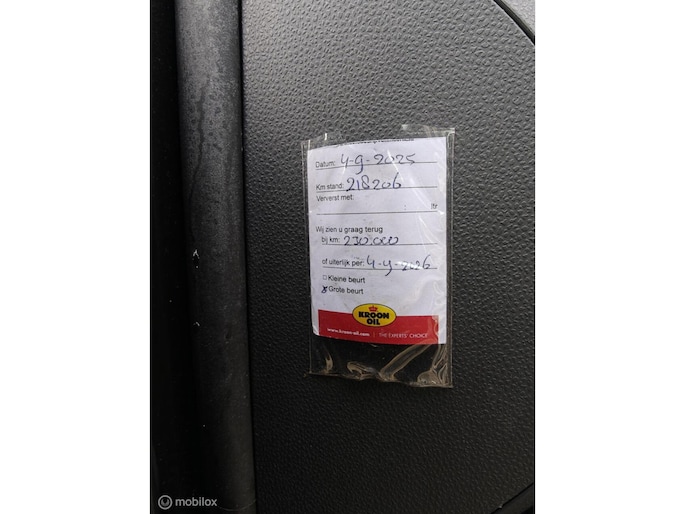 Datum: 4-9-2025
Km stand: 218206
Ververst met:
ltr
Wij zien u graag terug
bij km: 230.000
of uiterlijk per: 4-9-2026
Kleine beurt
x Grote beurt
KROON
OIL
www.kroon-oil.com | THE EXPERTS' CHOICE
mobilox